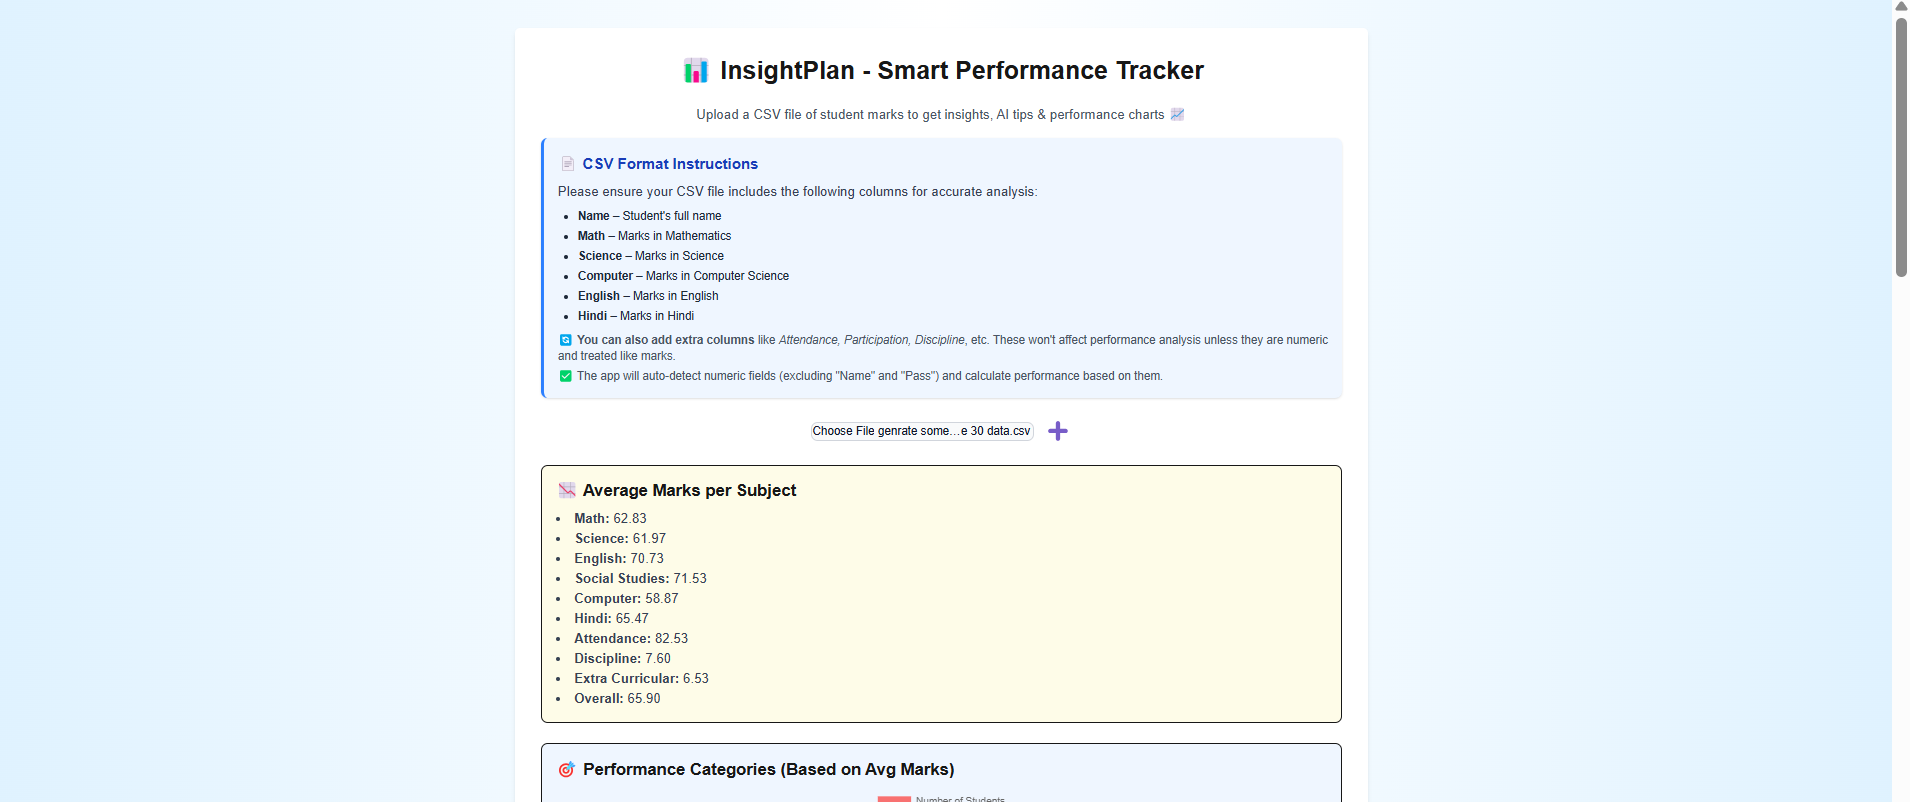 InsightPlan - Smart Performance Tracker
Upload a CSV file of student marks to get insights, AI tips & performance charts
CSV Format Instructions
Please ensure your CSV file includes the following columns for accurate analysis:
• Name – Student's full name
• Math – Marks in Mathematics
• Science – Marks in Science
• Computer – Marks in Computer Science
• English – Marks in English
• Hindi – Marks in Hindi
You can also add extra columns like Attendance, Participation, Discipline, etc. These won't affect performance analysis unless they are numeric
and treated like marks.
The app will auto-detect numeric fields (excluding "Name" and "Pass") and calculate performance based on them.
Choose File genrate some…e 30 data.csv
Average Marks per Subject
• Math: 62.83
• Science: 61.97
• English: 70.73
• Social Studies: 71.53
• Computer: 58.87
• Hindi: 65.47
• Attendance: 82.53
• Discipline: 7.60
• Extra Curricular: 6.53
• Overall: 65.90
Performance Categories (Based on Avg Marks)
Number of Students